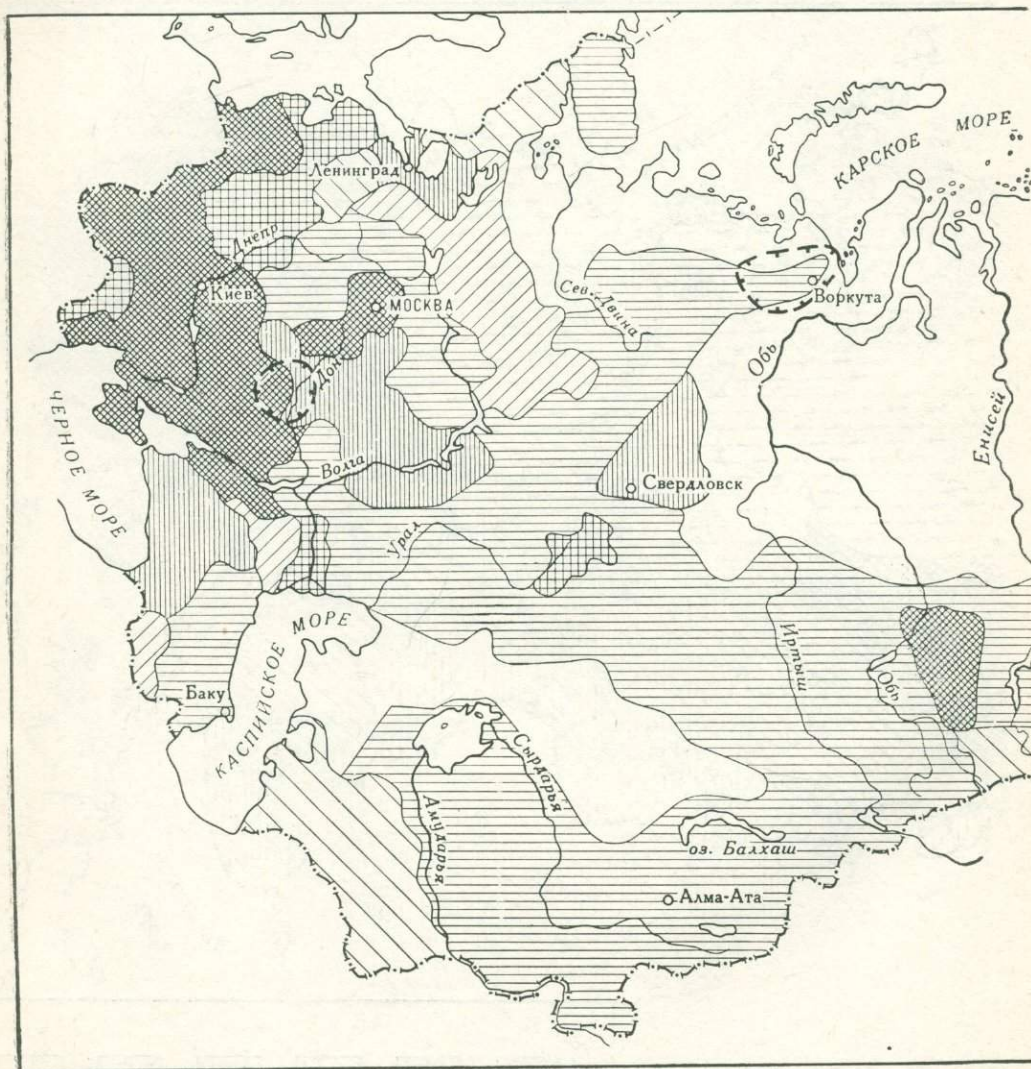 КАРСКОЕ МОРЕ
Ленинград
Днепр
Киев
МОСКВА
Сев. Двина
Воркута
Обь
Енисей
Дон
ЧЕРНОЕ МОРЕ
Волга
Свердловск
Урал
КАСПИЙСКОЕ МОРЕ
Иртыш
Обь
Баку
Сырдарья
Амударья
оз. Балхаш
Алма-Ата